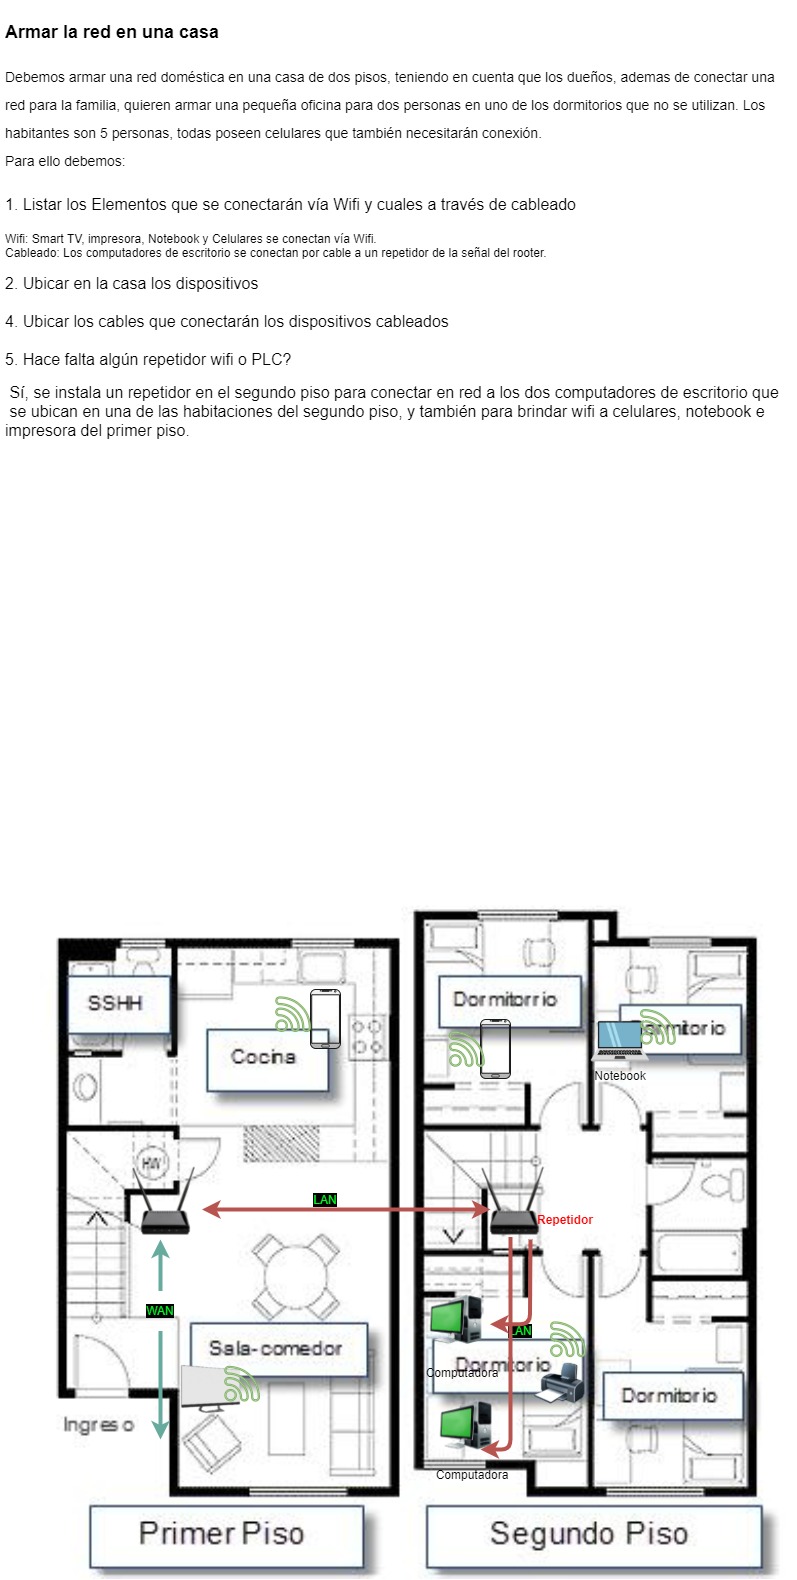 Armar la red en una casa
Debemos armar una red doméstica en una casa de dos pisos, teniendo en cuenta que los dueños, ademas de conectar una
red para la familia, quieren armar una pequeña oficina para dos personas en uno de los dormitorios que no se utilizan. Los
habitantes son 5 personas, todas poseen celulares que también necesitarán conexión.
Para ello debemos:
1. Listar los Elementos que se conectarán vía Wifi y cuales a través de cableado
Wifi: Smart TV, impresora, Notebook y Celulares se conectan vía Wifi.
Cableado: Los computadores de escritorio se conectan por cable a un repetidor de la señal del rooter.
2. Ubicar en la casa los dispositivos
4. Ubicar los cables que conectarán los dispositivos cableados
5. Hace falta algún repetidor wifi o PLC?
Sí, se instala un repetidor en el segundo piso para conectar en red a los dos computadores de escritorio que
se ubican en una de las habitaciones del segundo piso, y también para brindar wifi a celulares, notebook e
impresora del primer piso.
SSHH
Cocina
HW
LAN
WAN
Sala-comedor
Ingreso
Primer Piso
Dormitorrio
Dormitorio
Notebook
Repetidor
LAN
Dormitorio
Computadora
Dormitorio
Computadora
Segundo Piso